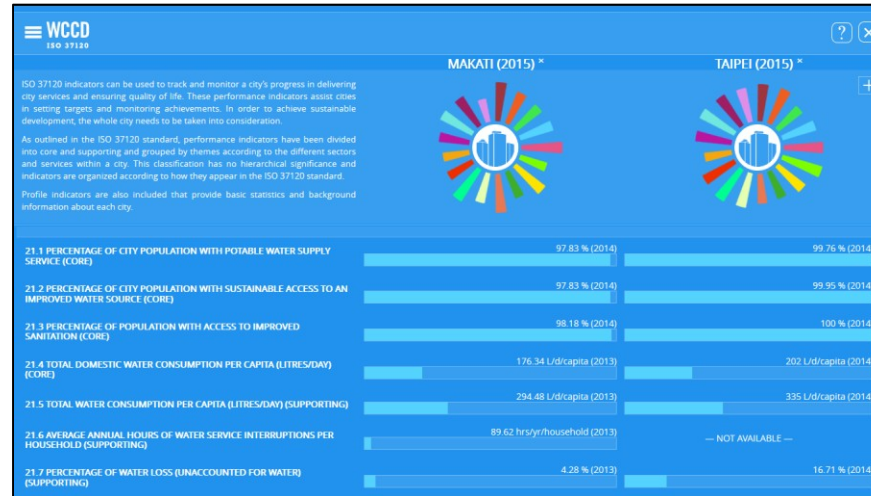 WCCD
ISO 37120
?
MAKATI (2015) ×
TAIPEI (2015) ×
ISO 37120 indicators can be used to track and monitor a city's progress in delivering
city services and ensuring quality of life. These performance indicators assist cities
in setting targets and monitoring achievements. In order to achieve sustainable
development, the whole city needs to be taken into consideration.
As outlined in the ISO 37120 standard, performance indicators have been divided
into core and supporting and grouped by themes according to the different sectors
and services within a city. This classification has no hierarchical significance and
indicators are organized according to how they appear in the ISO 37120 standard.
Profile indicators are also included that provide basic statistics and background
information about each city.
21.1 PERCENTAGE OF CITY POPULATION WITH POTABLE WATER SUPPLY
SERVICE (CORE)
97.83 % (2014)
99.76 % (2014)
21.2 PERCENTAGE OF CITY POPULATION WITH SUSTAINABLE ACCESS TO AN
IMPROVED WATER SOURCE (CORE)
97.83 % (2014)
99.95 % (2014)
21.3 PERCENTAGE OF POPULATION WITH ACCESS TO IMPROVED
SANITATION (CORE)
98.18 % (2014)
100 % (2014)
21.4 TOTAL DOMESTIC WATER CONSUMPTION PER CAPITA (LITRES/DAY)
(CORE)
176.34 L/d/capita (2013)
202 L/d/capita (2014)
21.5 TOTAL WATER CONSUMPTION PER CAPITA (LITRES/DAY) (SUPPORTING)
294.48 L/d/capita (2013)
335 L/d/capita (2014)
21.6 AVERAGE ANNUAL HOURS OF WATER SERVICE INTERRUPTIONS PER
HOUSEHOLD (SUPPORTING)
89.62 hrs/yr/household (2013)
— NOT AVAILABLE —
21.7 PERCENTAGE OF WATER LOSS (UNACCOUNTED FOR WATER)
(SUPPORTING)
4.28 % (2013)
16.71 % (2014)